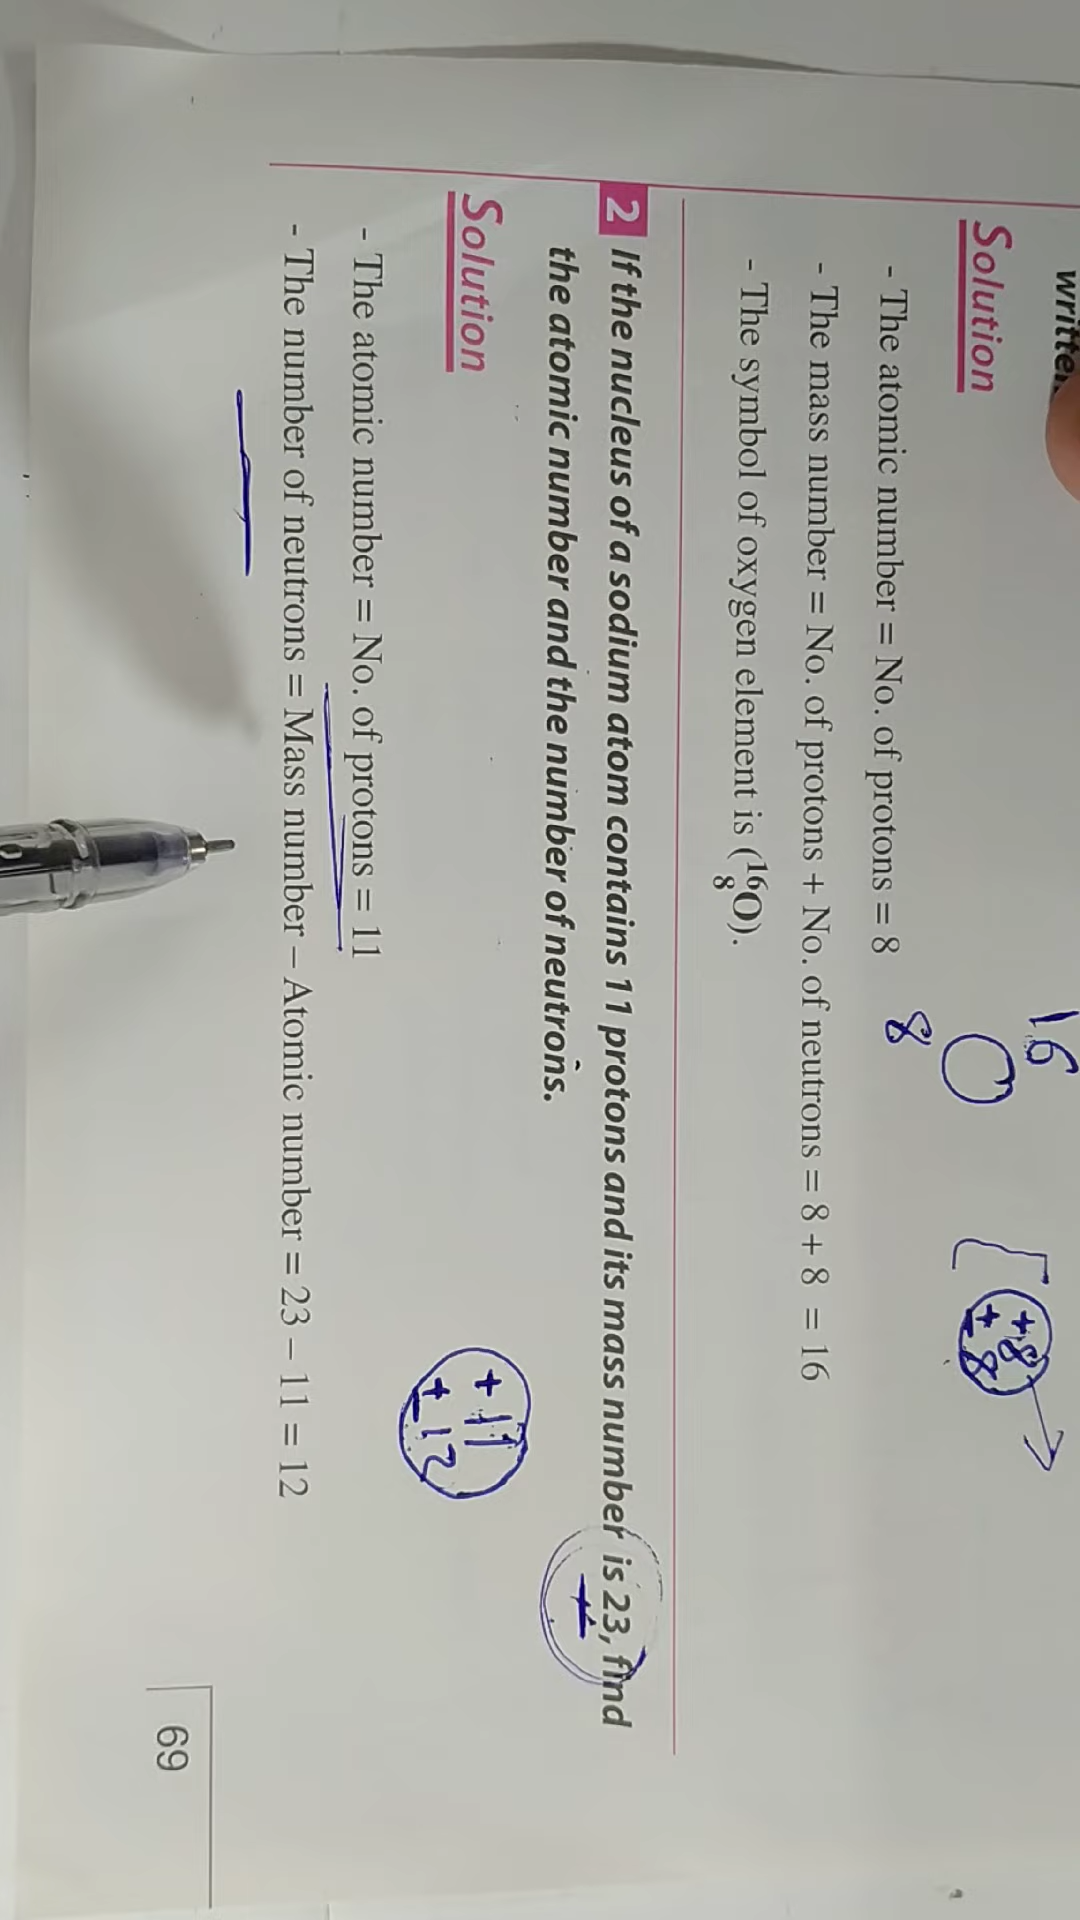 Solution
- The atomic number = No. of protons = 8
16
O
8
+8
± 8
- The mass number = No. of protons + No. of neutrons = 8 + 8 = 16
- The symbol of oxygen element is (¹⁶₈O).
2 If the nucleus of a sodium atom contains 11 protons and its mass number is 23, find
the atomic number and the number of neutrons.
Solution
+ 11
± 12
- The atomic number = No. of protons = 11
- The number of neutrons = Mass number – Atomic number = 23 – 11 = 12
69